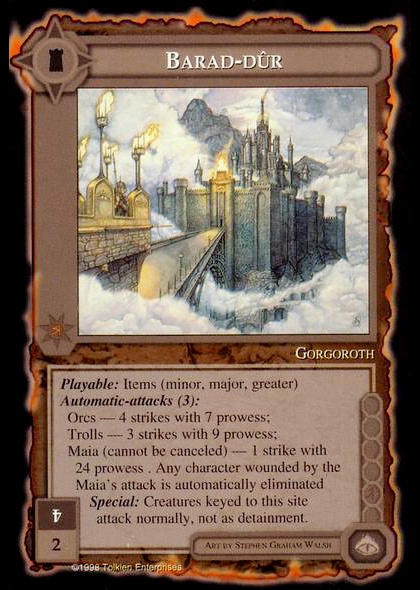 BARAD-DÛR
GORGOROTH
Playable: Items (minor, major, greater)
Automatic-attacks (3):
Orcs — 4 strikes with 7 prowess;
Trolls — 3 strikes with 9 prowess;
Maia (cannot be canceled) — 1 strike with
24 prowess . Any character wounded by the
Maia's attack is automatically eliminated
Special: Creatures keyed to this site
attack normally, not as detainment.
2
ART BY STEPHEN GRAHAM WALSH
©1998 Tolkien Enterprises